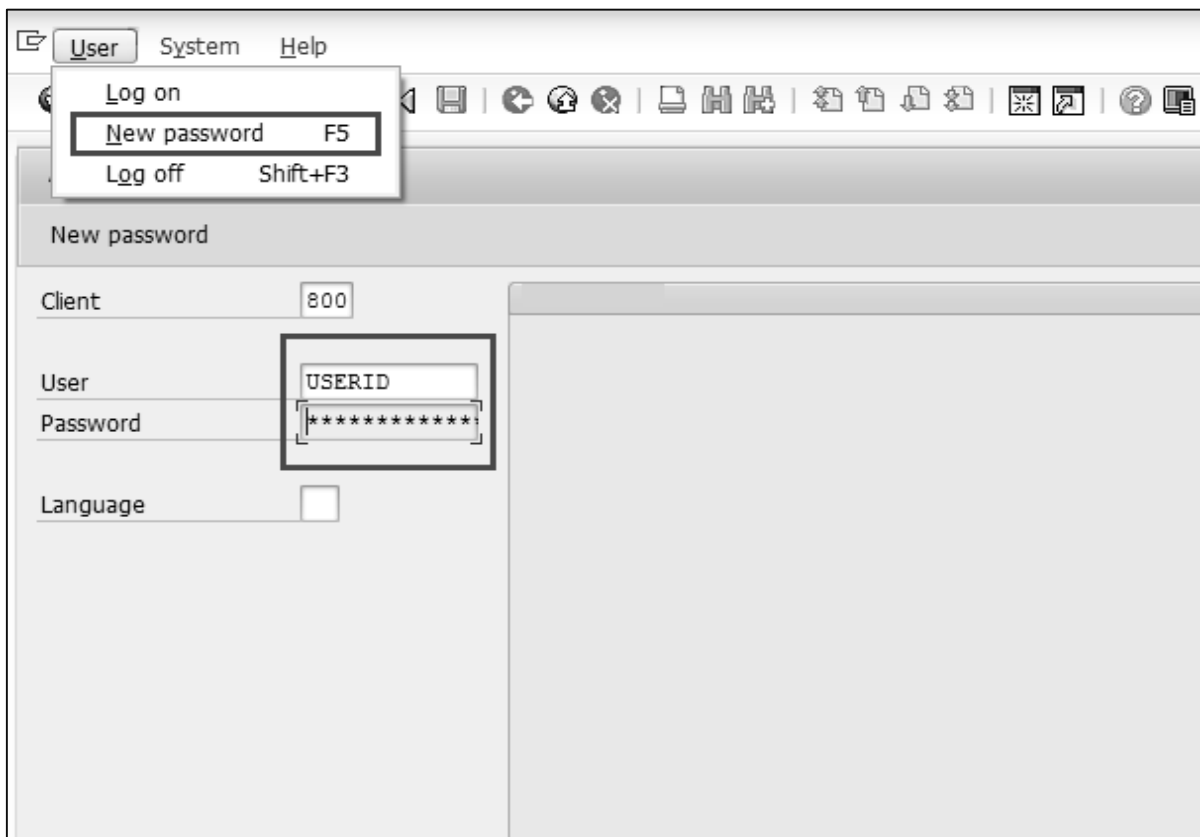 User System Help
Log on
New password F5
Log off Shift+F3
New password
Client 800
User USERID
Password *************
Language